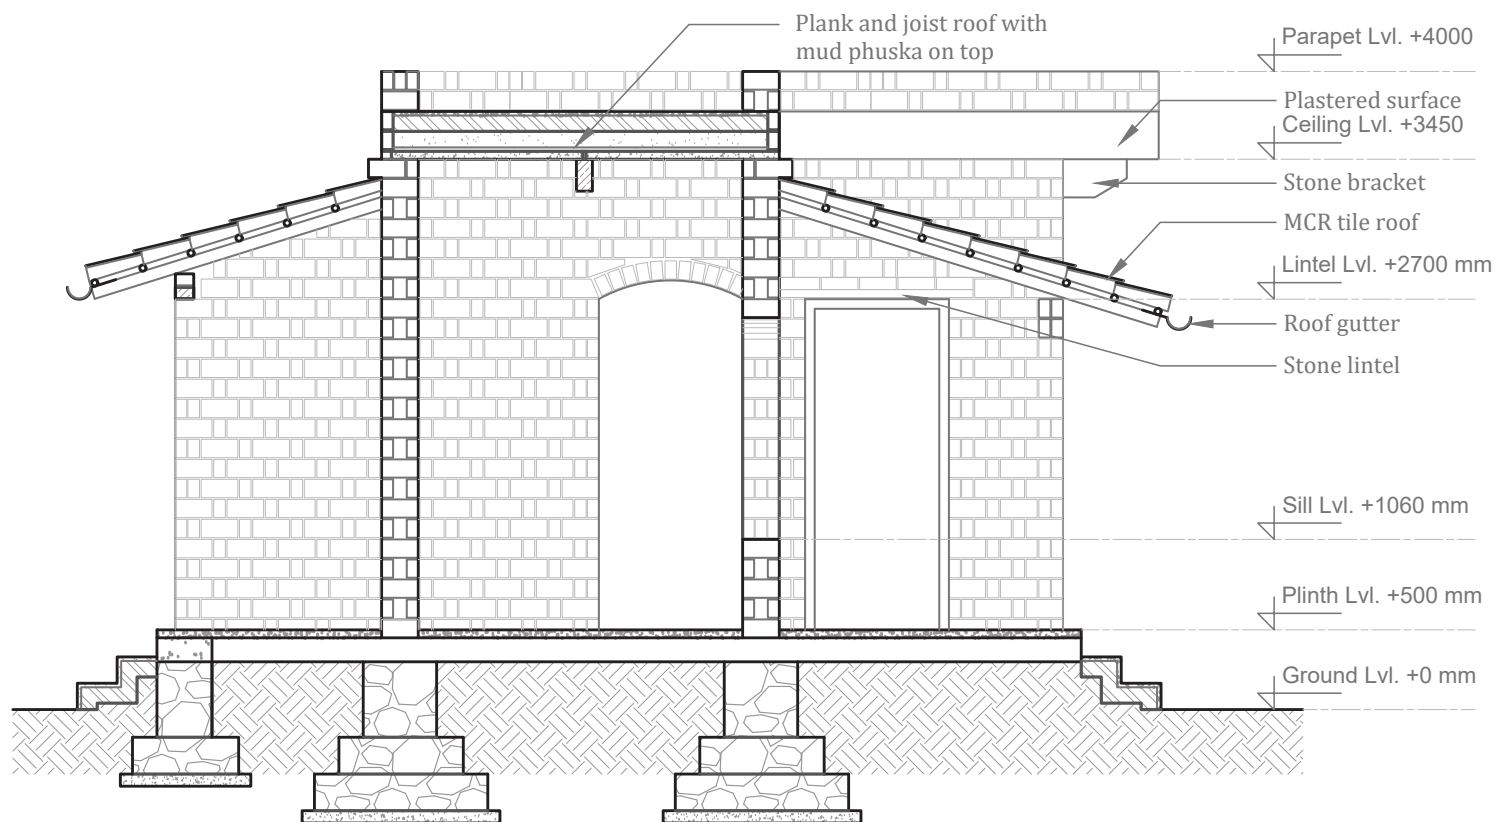 Plank and joist roof with
mud phuska on top
Parapet Lvl. +4000
Plastered surface
Ceiling Lvl. +3450
Stone bracket
MCR tile roof
Lintel Lvl. +2700 mm
Roof gutter
Stone lintel
Sill Lvl. +1060 mm
Plinth Lvl. +500 mm
Ground Lvl. +0 mm